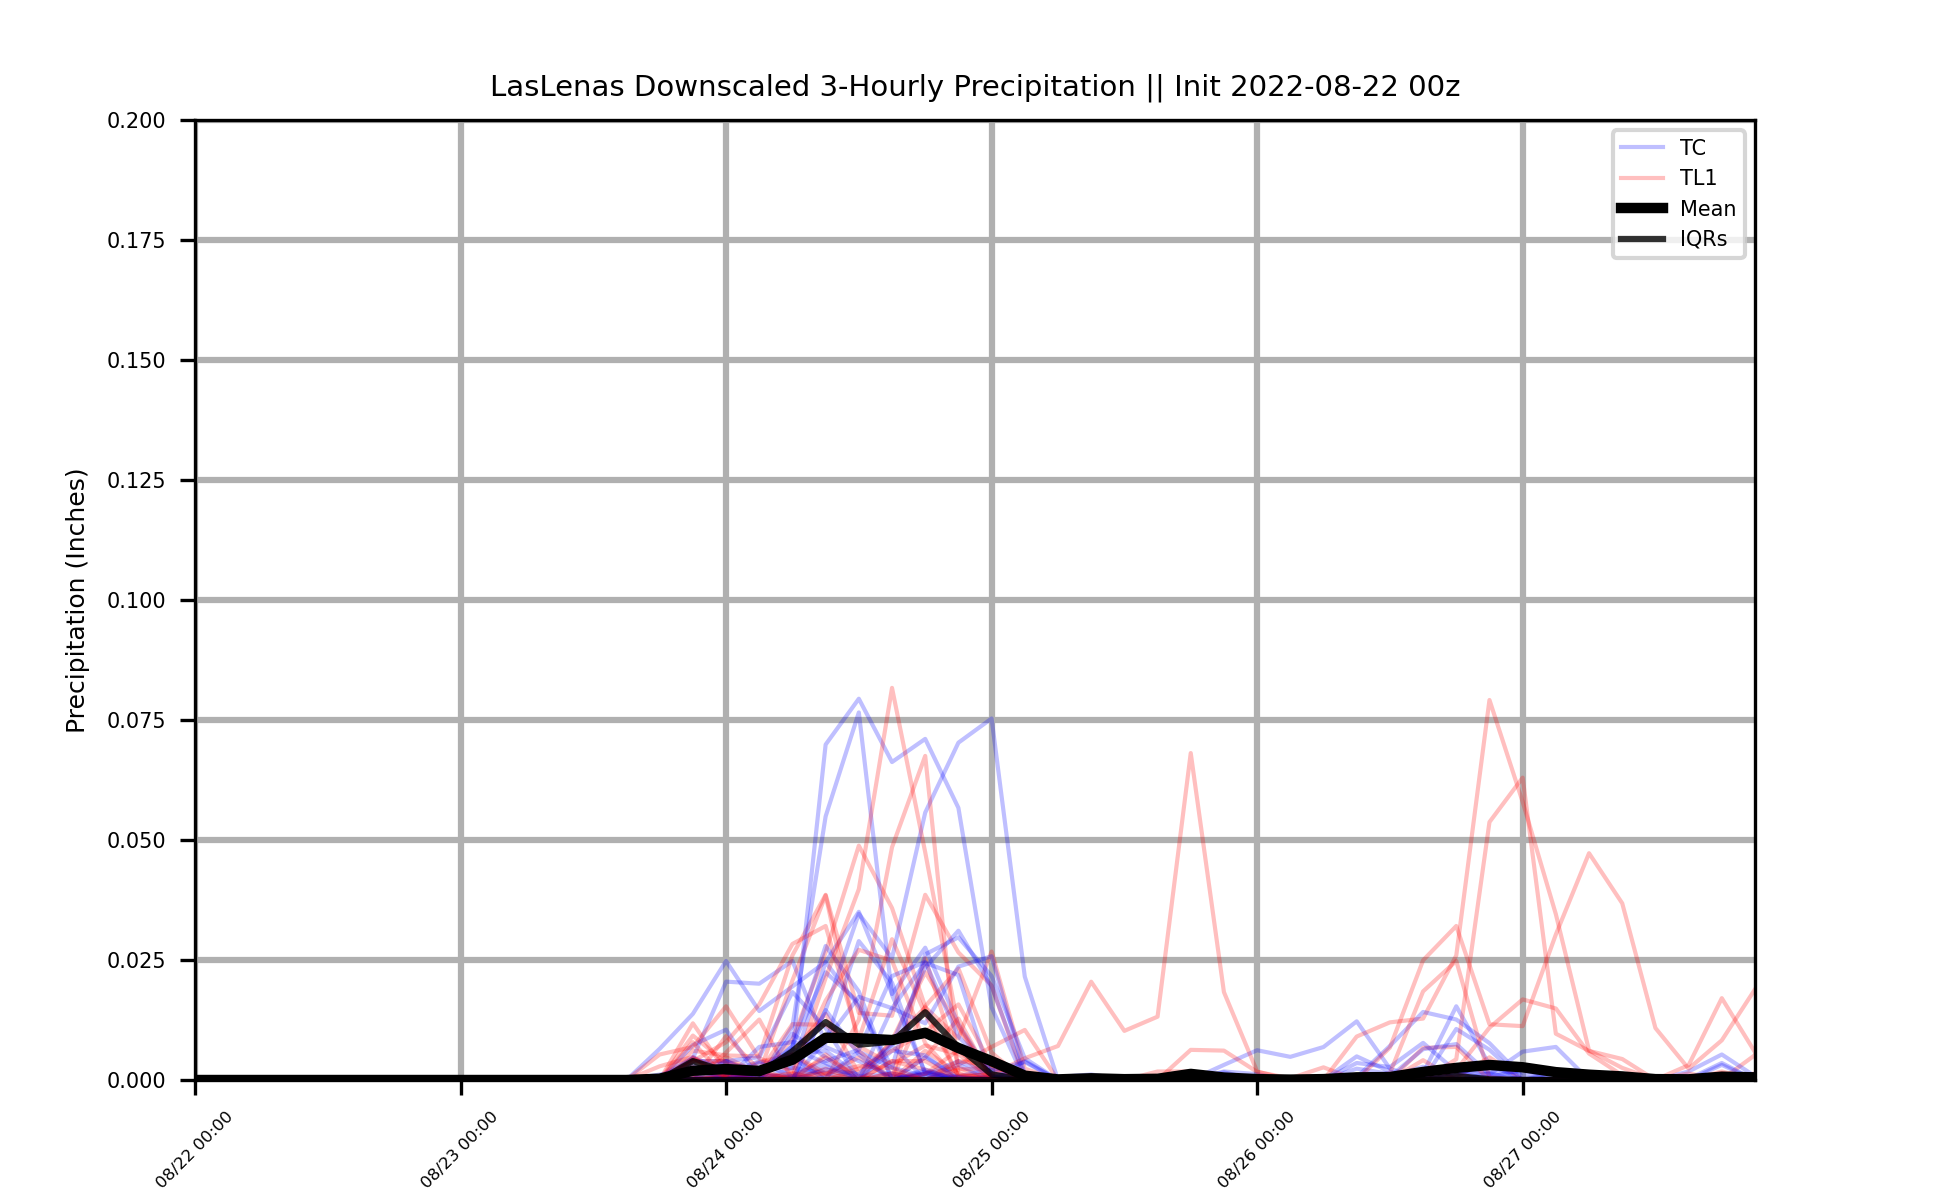 LasLenas Downscaled 3-Hourly Precipitation || Init 2022-08-22 00z
Precipitation (Inches)
0.200
0.175
0.150
0.125
0.100
0.075
0.050
0.025
0.000
TC
TL1
Mean
IQRs
08/22 00:00
08/23 00:00
08/24 00:00
08/25 00:00
08/26 00:00
08/27 00:00